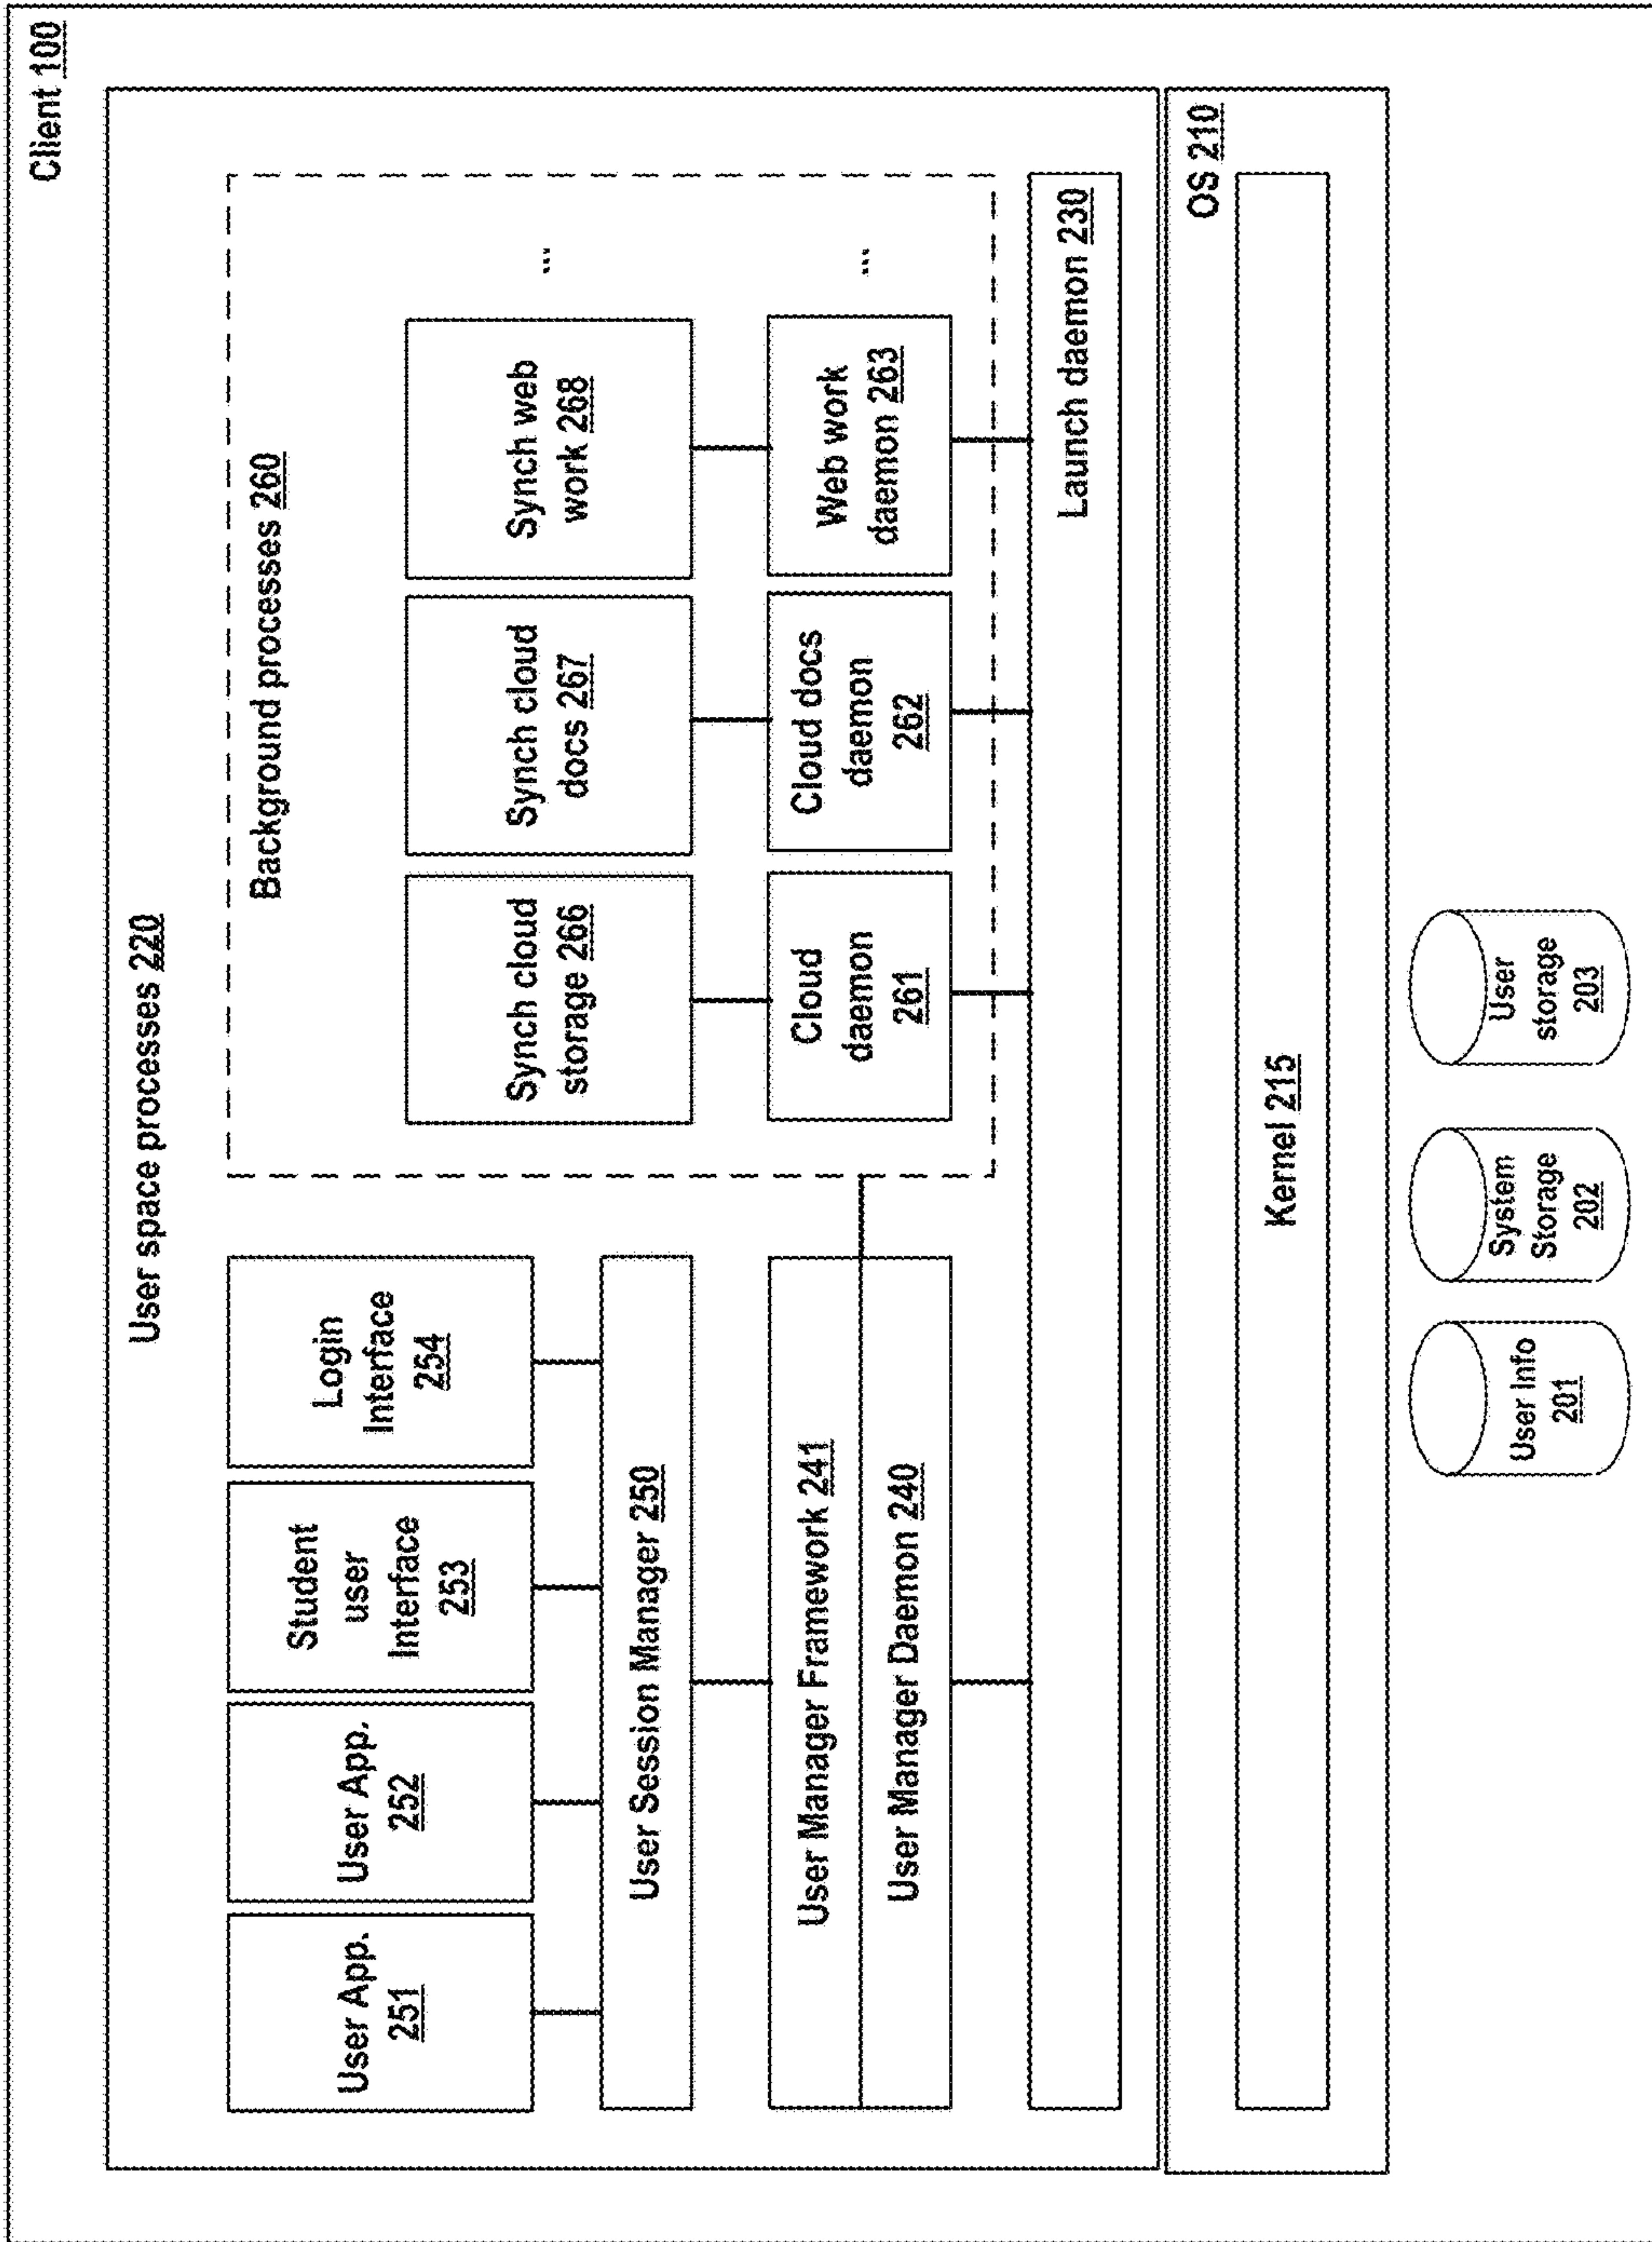 Client 100
User space processes 220
User App.
251
User App.
252
Student
user
Interface
253
Login
Interface
254
User Session Manager 250
User Manager Framework 241
User Manager Daemon 240
Background processes 260
Synch cloud
storage 266
Synch cloud
docs 267
Synch web
work 268
...
Cloud
daemon
261
Cloud docs
daemon
262
Web work
daemon 263
...
Launch daemon 230
OS 210
Kernel 215
User Info
201
System
Storage
202
User
storage
203